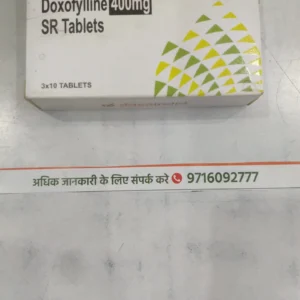 Doxofylline 400mg
SR Tablets
3x10 TABLETS
अधिक जानकारी के लिए संपर्क करे 9716092777